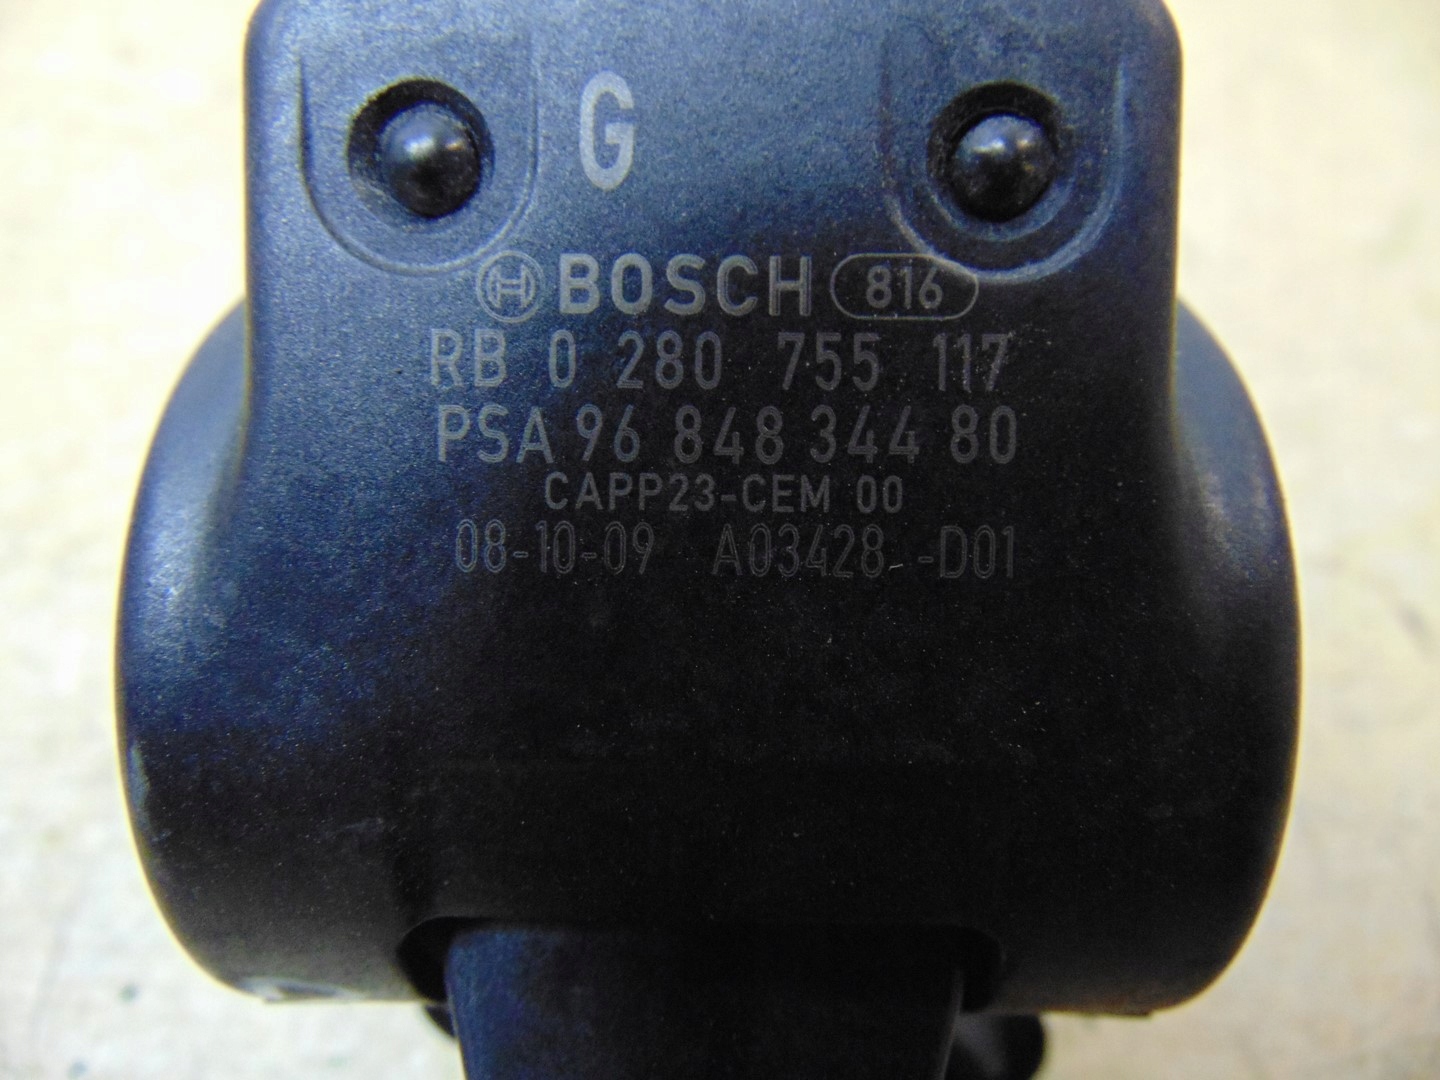 G
BOSCH 816
RB 0 280 755 117
PSA 96 848 344 80
CAPP23-CEM 00
08-10-09 A03428 -D01